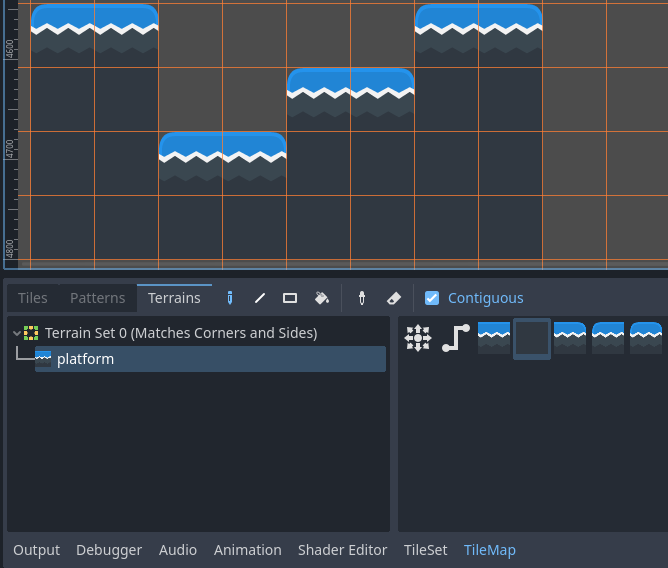 4600
4700
4800
Tiles Patterns Terrains Contiguous
Terrain Set 0 (Matches Corners and Sides)
platform
Output Debugger Audio Animation Shader Editor TileSet TileMap